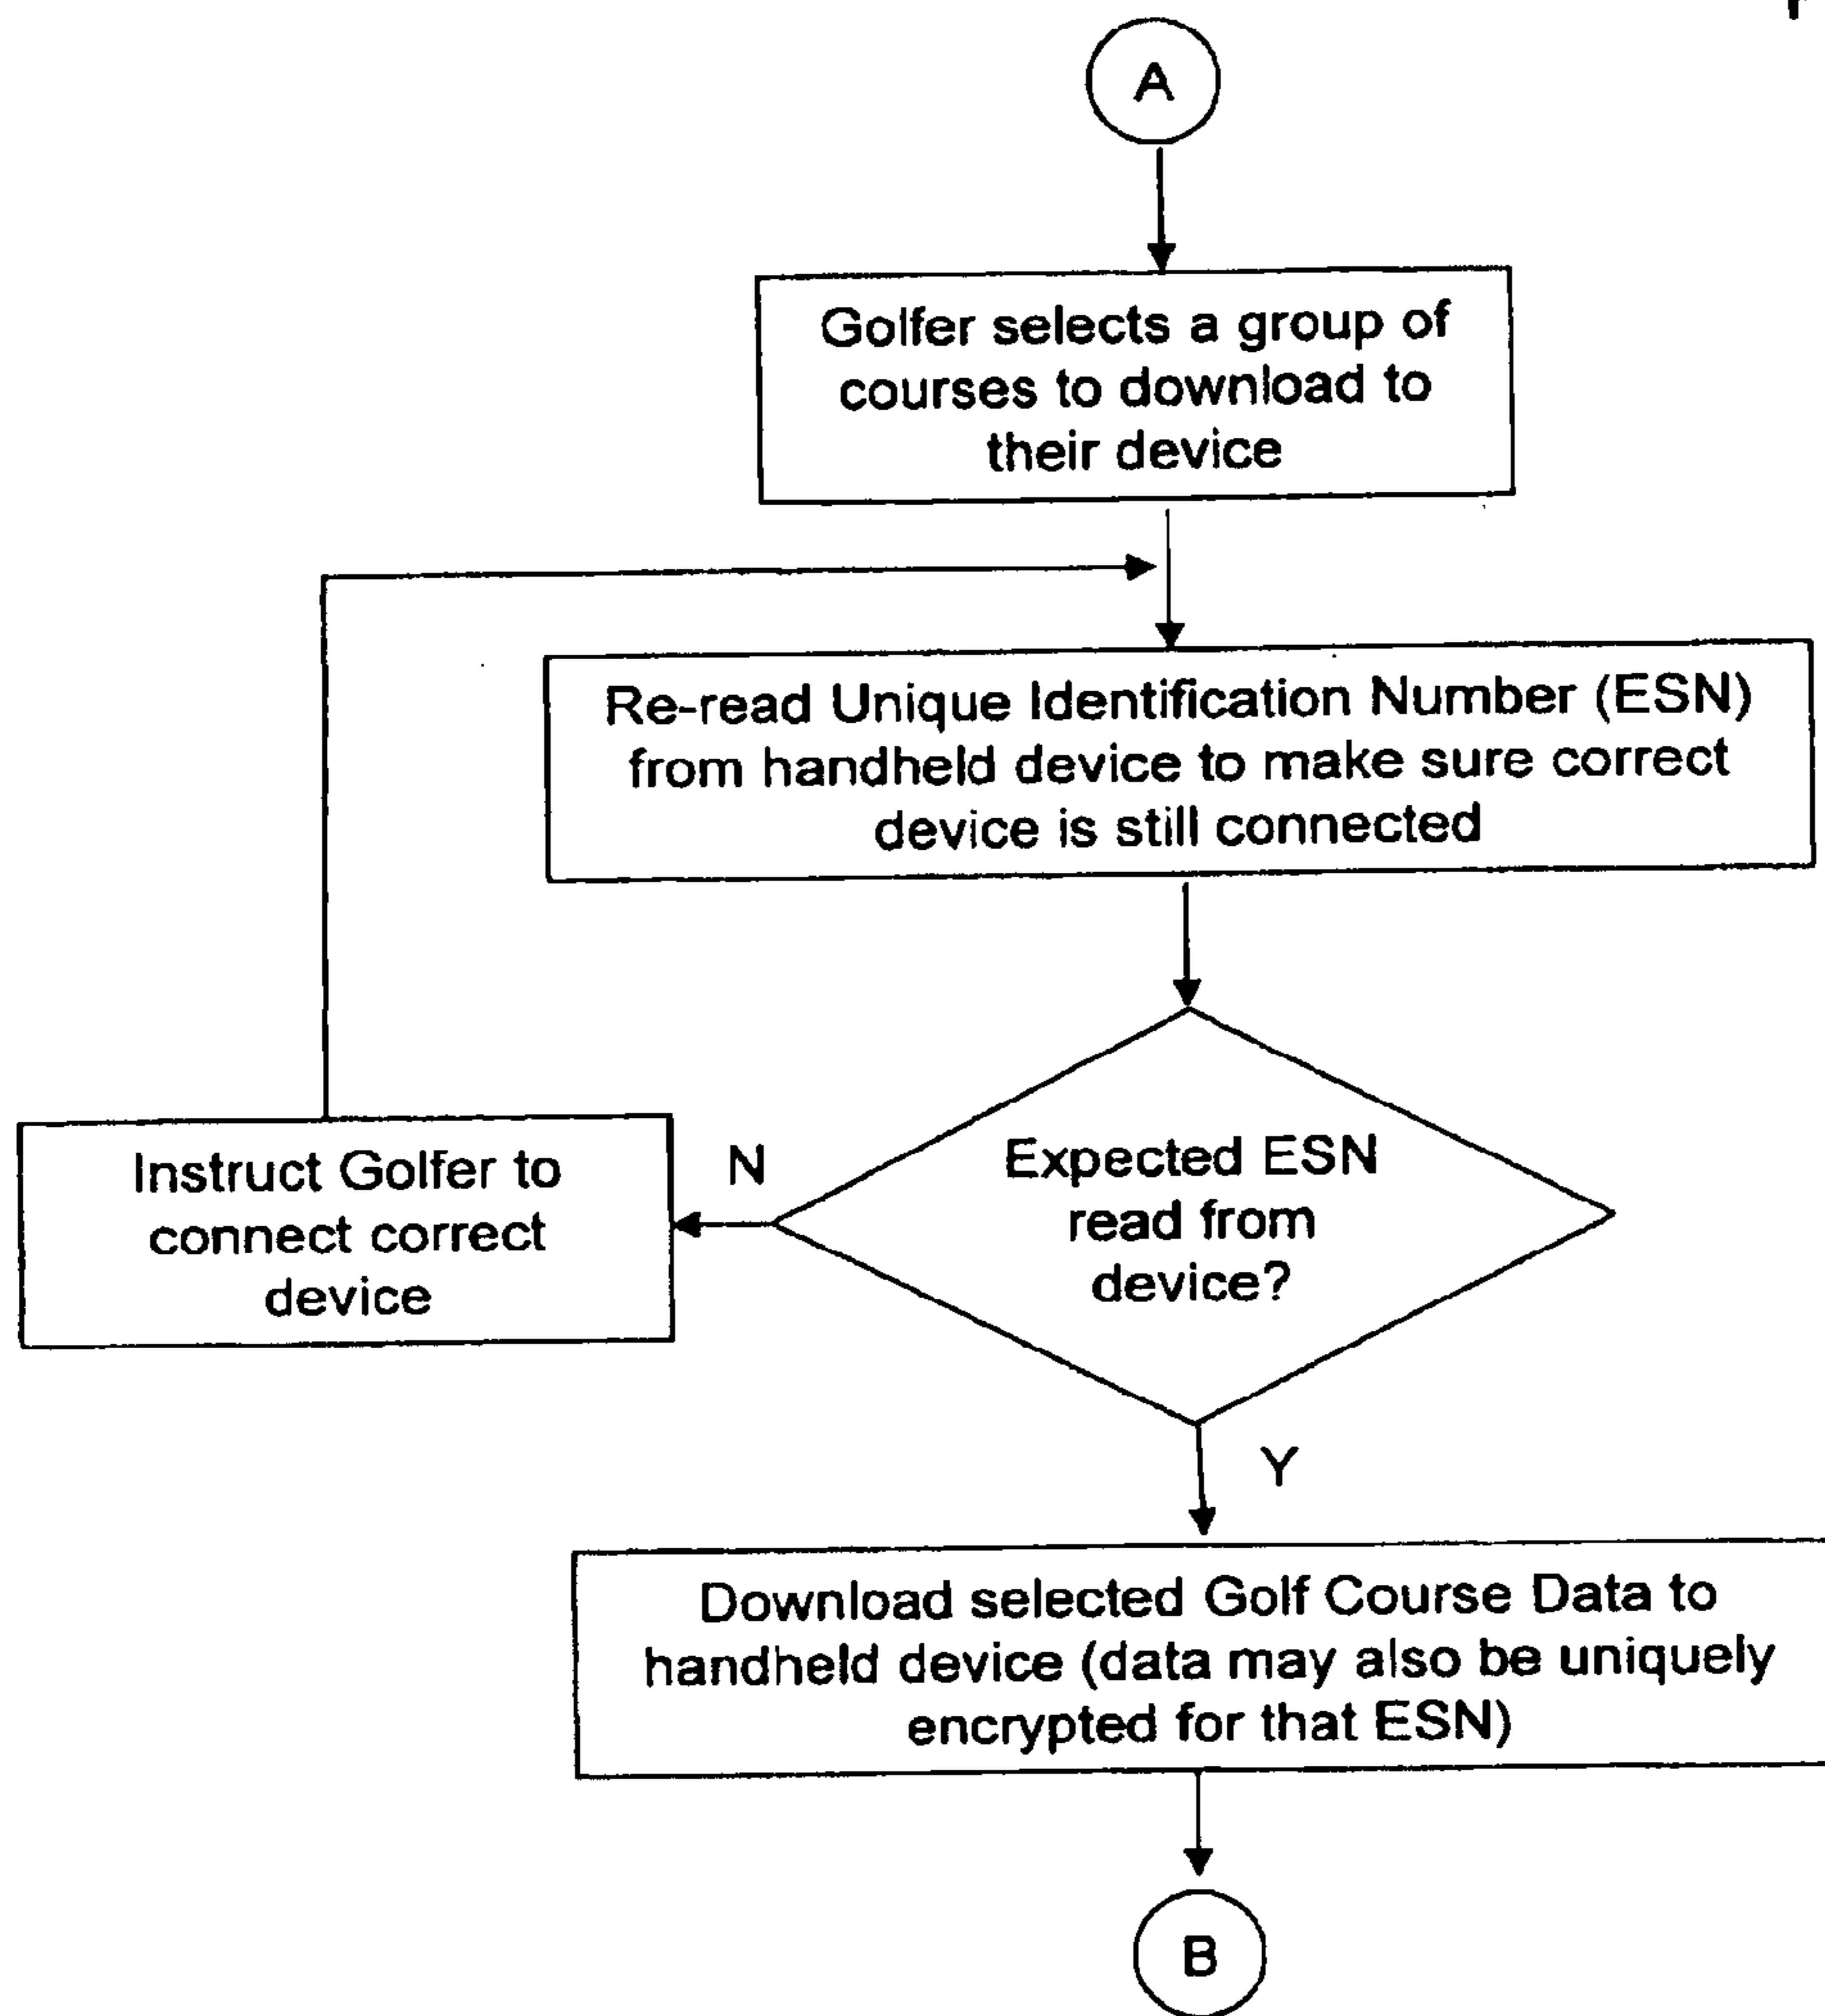 A
Golfer selects a group of
courses to download to
their device
Re-read Unique Identification Number (ESN)
from handheld device to make sure correct
device is still connected
Expected ESN
read from
device?
N
Instruct Golfer to
connect correct
device
Y
Download selected Golf Course Data to
handheld device (data may also be uniquely
encrypted for that ESN)
B